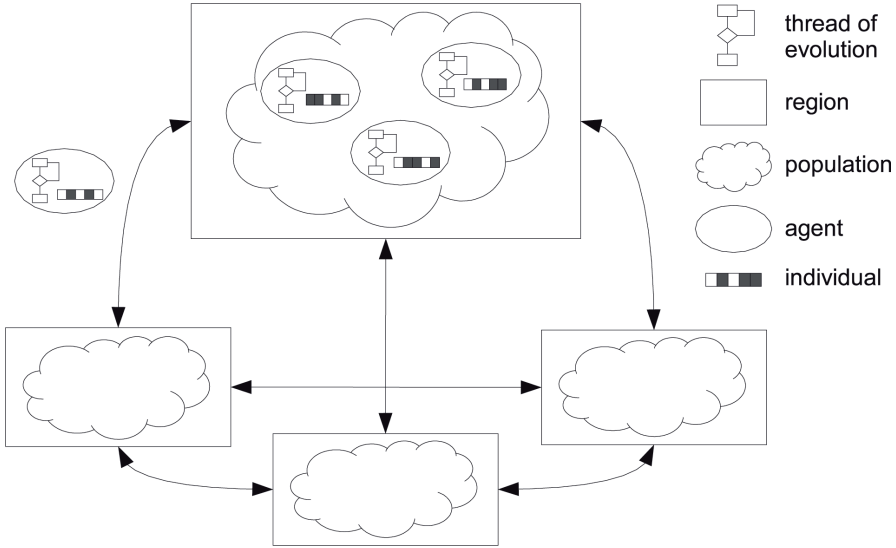 thread of
evolution
region
population
agent
individual